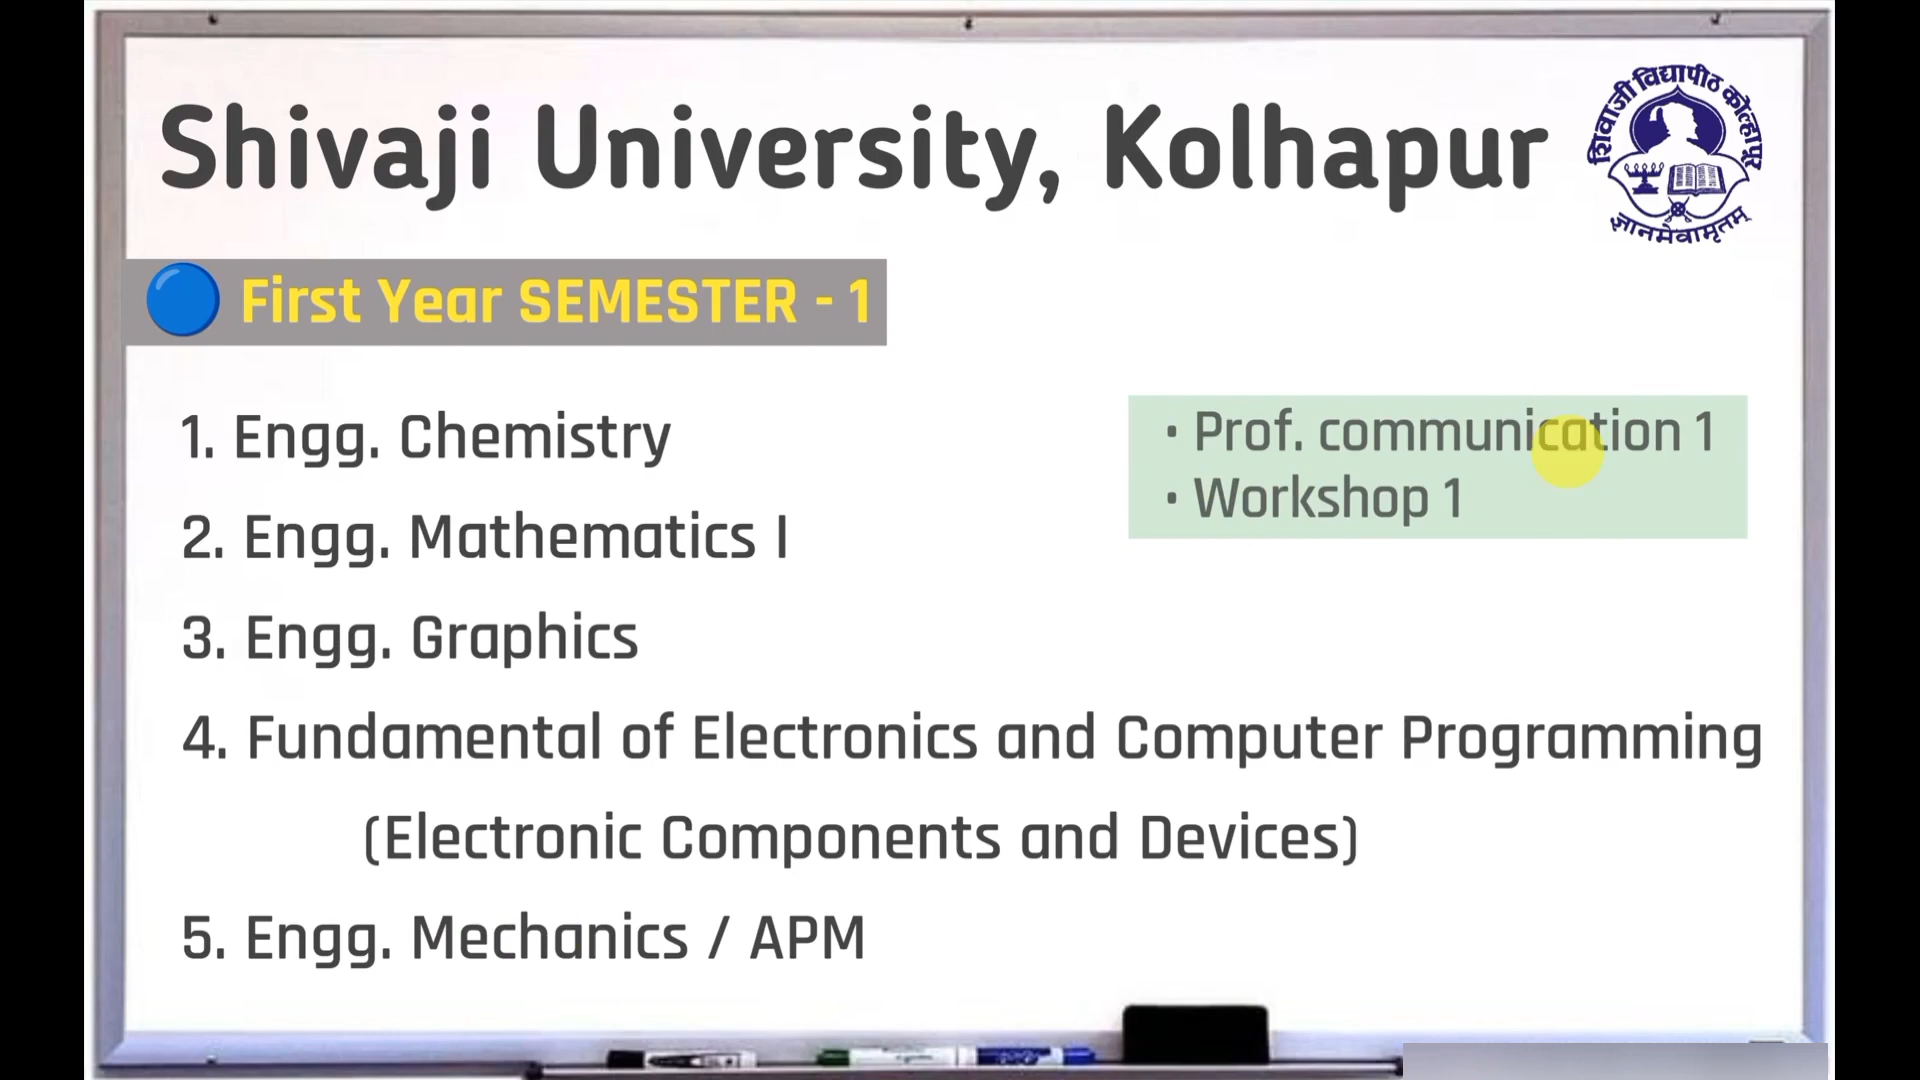 Shivaji University, Kolhapur
शिवाजी विद्यापीठ कोल्हापूर
ज्ञानमेवामृतम्
First Year SEMESTER - 1
1. Engg. Chemistry
2. Engg. Mathematics I
3. Engg. Graphics
4. Fundamental of Electronics and Computer Programming
(Electronic Components and Devices)
5. Engg. Mechanics / APM
• Prof. communication 1
• Workshop 1